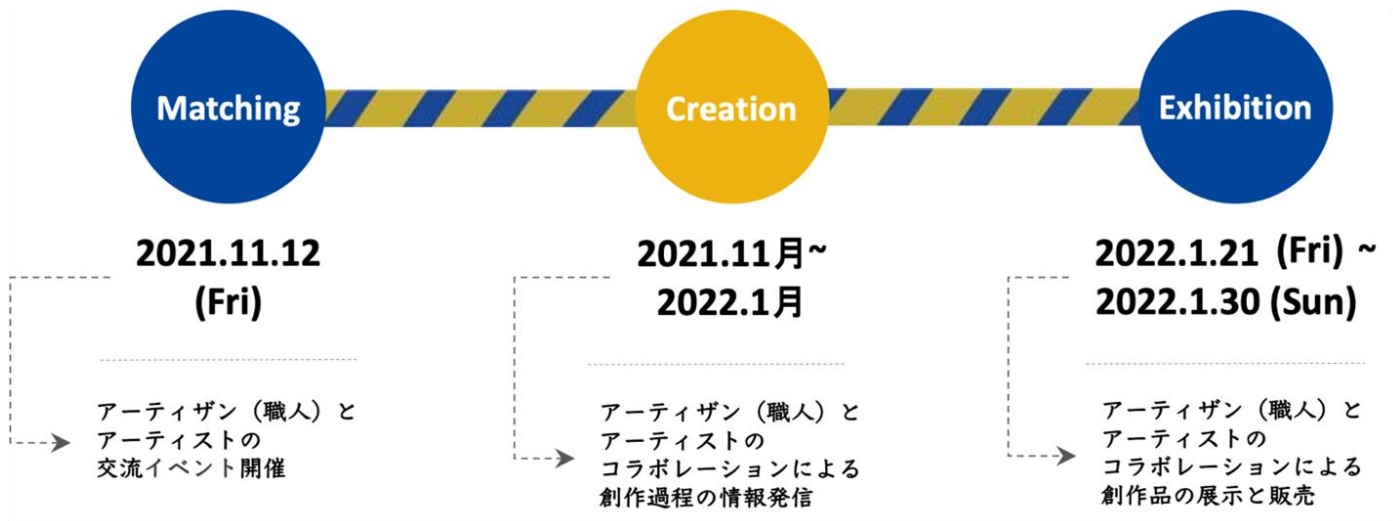 Matching
Creation
Exhibition
2021.11.12
(Fri)
アーティザン（職人）と
アーティストの
交流イベント開催
2021.11月~
2022.1月
アーティザン（職人）と
アーティストの
コラボレーションによる
創作過程の情報発信
2022.1.21 (Fri) ~
2022.1.30 (Sun)
アーティザン（職人）と
アーティストの
コラボレーションによる
創作品の展示と販売